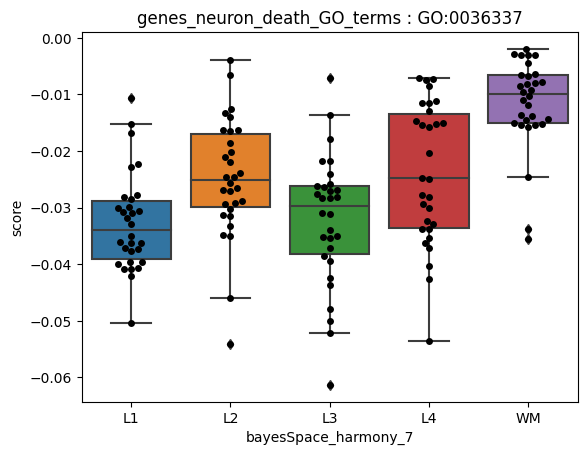 genes_neuron_death_GO_terms : GO:0036337
0.00
−0.01
−0.02
−0.03
−0.04
−0.05
−0.06
score
L1 L2 L3 L4 WM
bayesSpace_harmony_7